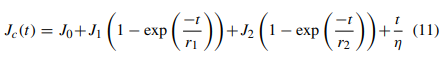 J_c(t) = J_0+J_1 (1 − exp(−t/r_1))+J_2 (1 − exp(−t/r_2))+t/η (11)